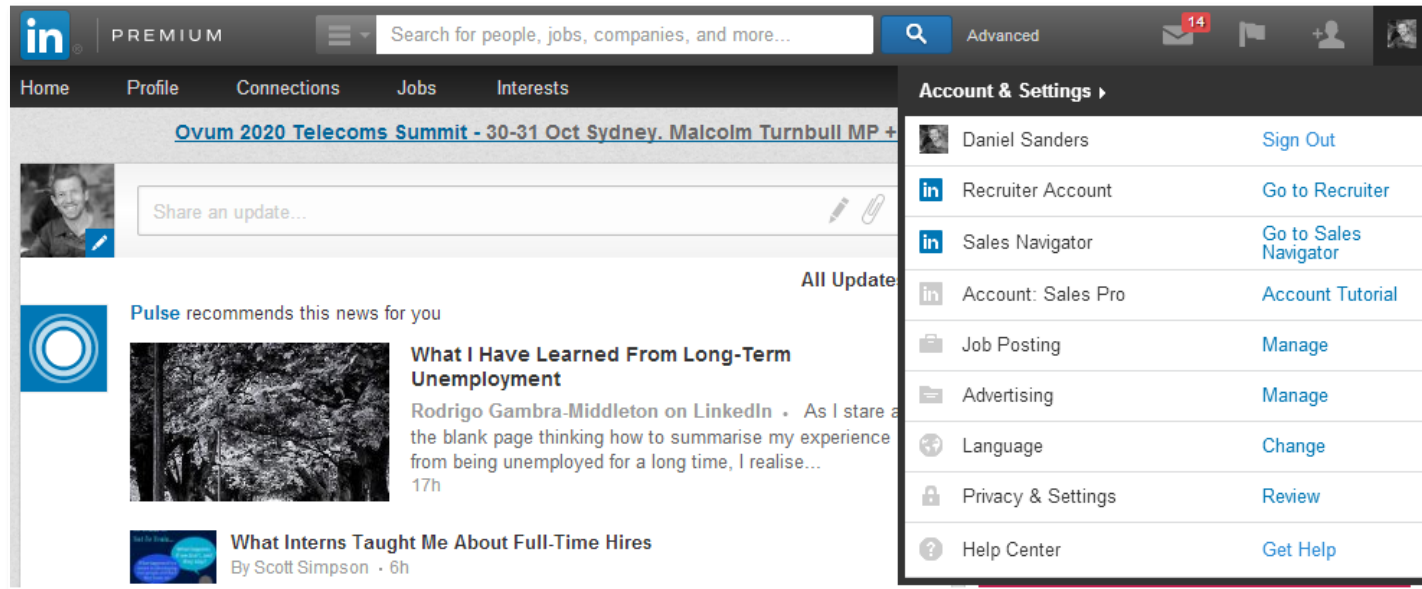 in® PREMIUM Search for people, jobs, companies, and more... Advanced 14
Home Profile Connections Jobs Interests
Ovum 2020 Telecoms Summit - 30-31 Oct Sydney. Malcolm Turnbull MP +
Share an update...
All Updates
Pulse recommends this news for you
What I Have Learned From Long-Term
Unemployment
Rodrigo Gambra-Middleton on LinkedIn • As I stare a
the blank page thinking how to summarise my experience
from being unemployed for a long time, I realise...
17h
What Interns Taught Me About Full-Time Hires
By Scott Simpson • 6h
Account & Settings
Daniel Sanders Sign Out
in Recruiter Account Go to Recruiter
in Sales Navigator Go to Sales
Navigator
in Account: Sales Pro Account Tutorial
Job Posting Manage
Advertising Manage
Language Change
Privacy & Settings Review
? Help Center Get Help